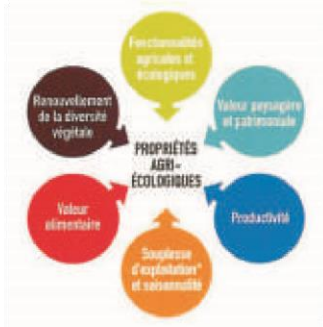 Fonctionnalités
agricoles et
écologiques
Renouvellement
de la diversité
végétale
Valeur paysagère
et patrimoniale
PROPRIÉTÉS
AGRI-
ÉCOLOGIQUES
Valeur
alimentaire
Productivité
Souplesse
d'exploitation*
et saisonnalité